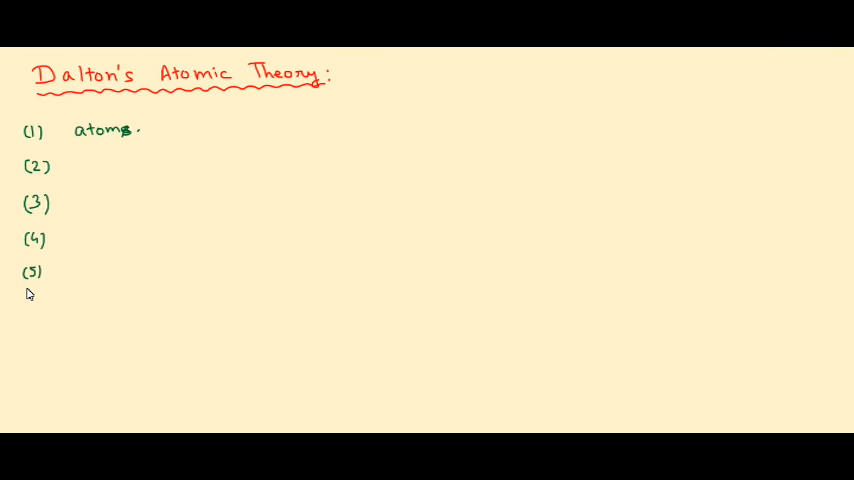 Dalton's Atomic Theory:
(1) atoms.
(2)
(3)
(4)
(5)